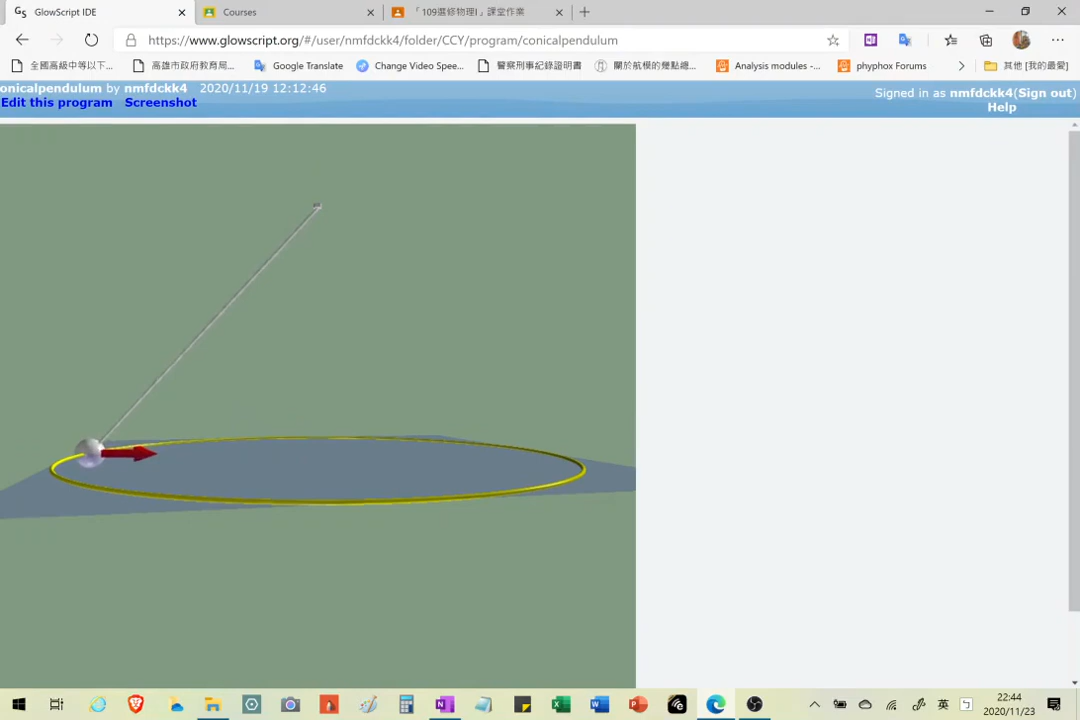 GlowScript IDE
Courses
「109選修物理I」課堂作業
https://www.glowscript.org/#/user/nmfdckk4/folder/CCY/program/conicalpendulum
全國高級中等以下...
高雄市政府教育局...
Google Translate
Change Video Spee...
警察刑事記錄證明書
關於航模的幾點總...
Analysis modules -...
phyphox Forums
其他 [我的最愛]
onicalpendulum by nmfdckk4 2020/11/19 12:12:46
Signed in as nmfdckk4(Sign out)
Edit this program Screenshot
Help
英
ㄅ
22:44
2020/11/23